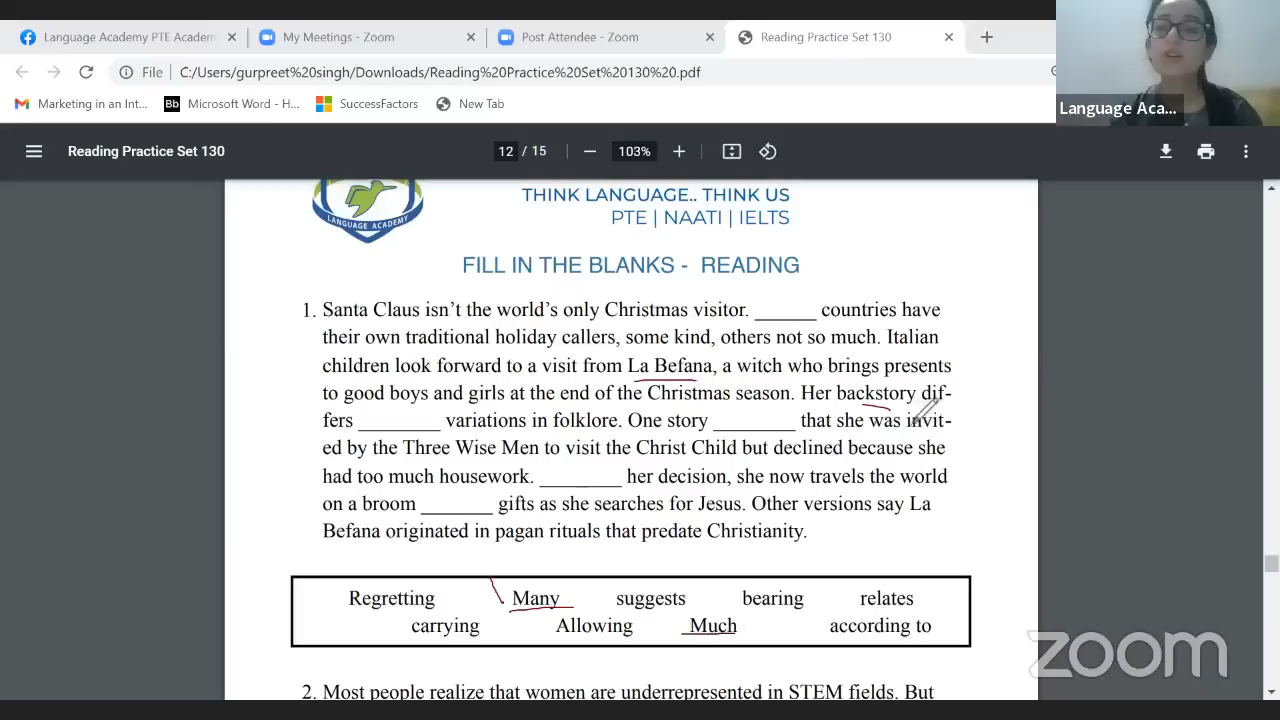 Language Academy PTE Academ
My Meetings - Zoom
Post Attendee - Zoom
Reading Practice Set 130
File
C:/Users/gurpreet%20singh/Downloads/Reading%20Practice%20Set%20130%20.pdf
Marketing in an Int...
Bb
Microsoft Word - H...
SuccessFactors
New Tab
Language Aca...
Reading Practice Set 130
12 / 15
103%
LANGUAGE ACADEMY
THINK LANGUAGE.. THINK US
PTE | NAATI | IELTS
FILL IN THE BLANKS - READING
1. Santa Claus isn't the world's only Christmas visitor. ______ countries have
their own traditional holiday callers, some kind, others not so much. Italian
children look forward to a visit from La Befana, a witch who brings presents
to good boys and girls at the end of the Christmas season. Her backstory dif-
fers ________ variations in folklore. One story ________ that she was invit-
ed by the Three Wise Men to visit the Christ Child but declined because she
had too much housework. ________ her decision, she now travels the world
on a broom _______ gifts as she searches for Jesus. Other versions say La
Befana originated in pagan rituals that predate Christianity.
Regretting Many suggests bearing relates
carrying Allowing Much according to
zoom
2. Most people realize that women are underrepresented in STEM fields. But